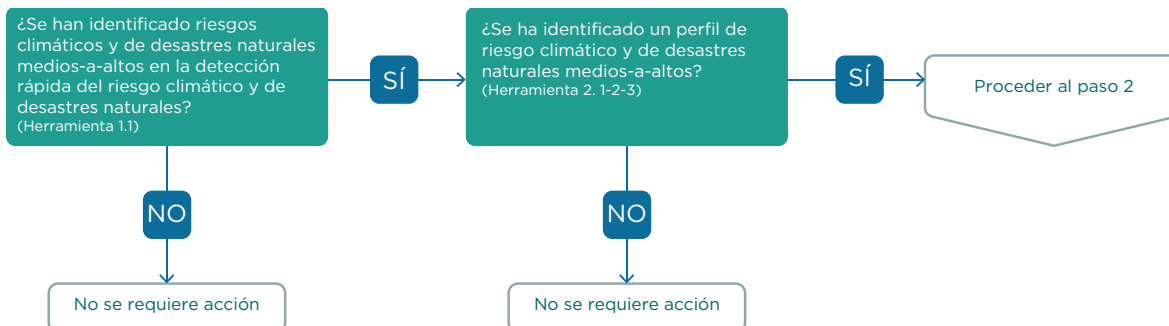 ¿Se han identificado riesgos
climáticos y de desastres naturales
medios-a-altos en la detección
rápida del riesgo climático y de
desastres naturales?
(Herramienta 1.1)
SÍ
¿Se ha identificado un perfil de
riesgo climático y de desastres
naturales medios-a-altos?
(Herramienta 2. 1-2-3)
SÍ
Proceder al paso 2
NO
NO
No se requiere acción
No se requiere acción